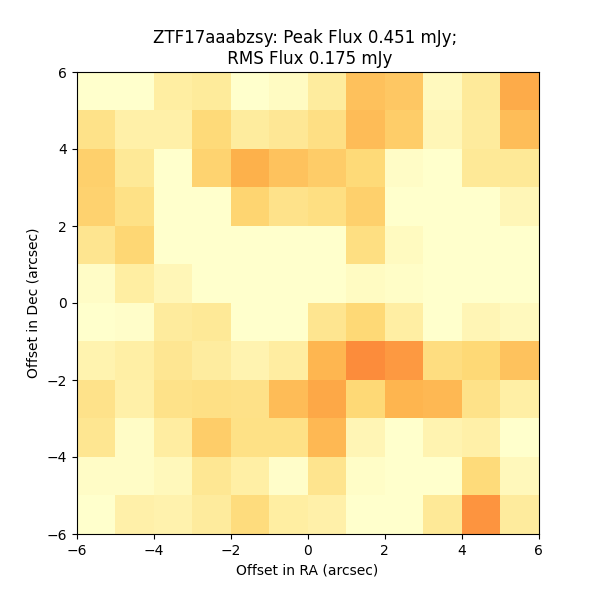 ZTF17aaabzsy: Peak Flux 0.451 mJy;
RMS Flux 0.175 mJy
6
4
2
0
−2
−4
−6
Offset in Dec (arcsec)
−6 −4 −2 0 2 4 6
Offset in RA (arcsec)